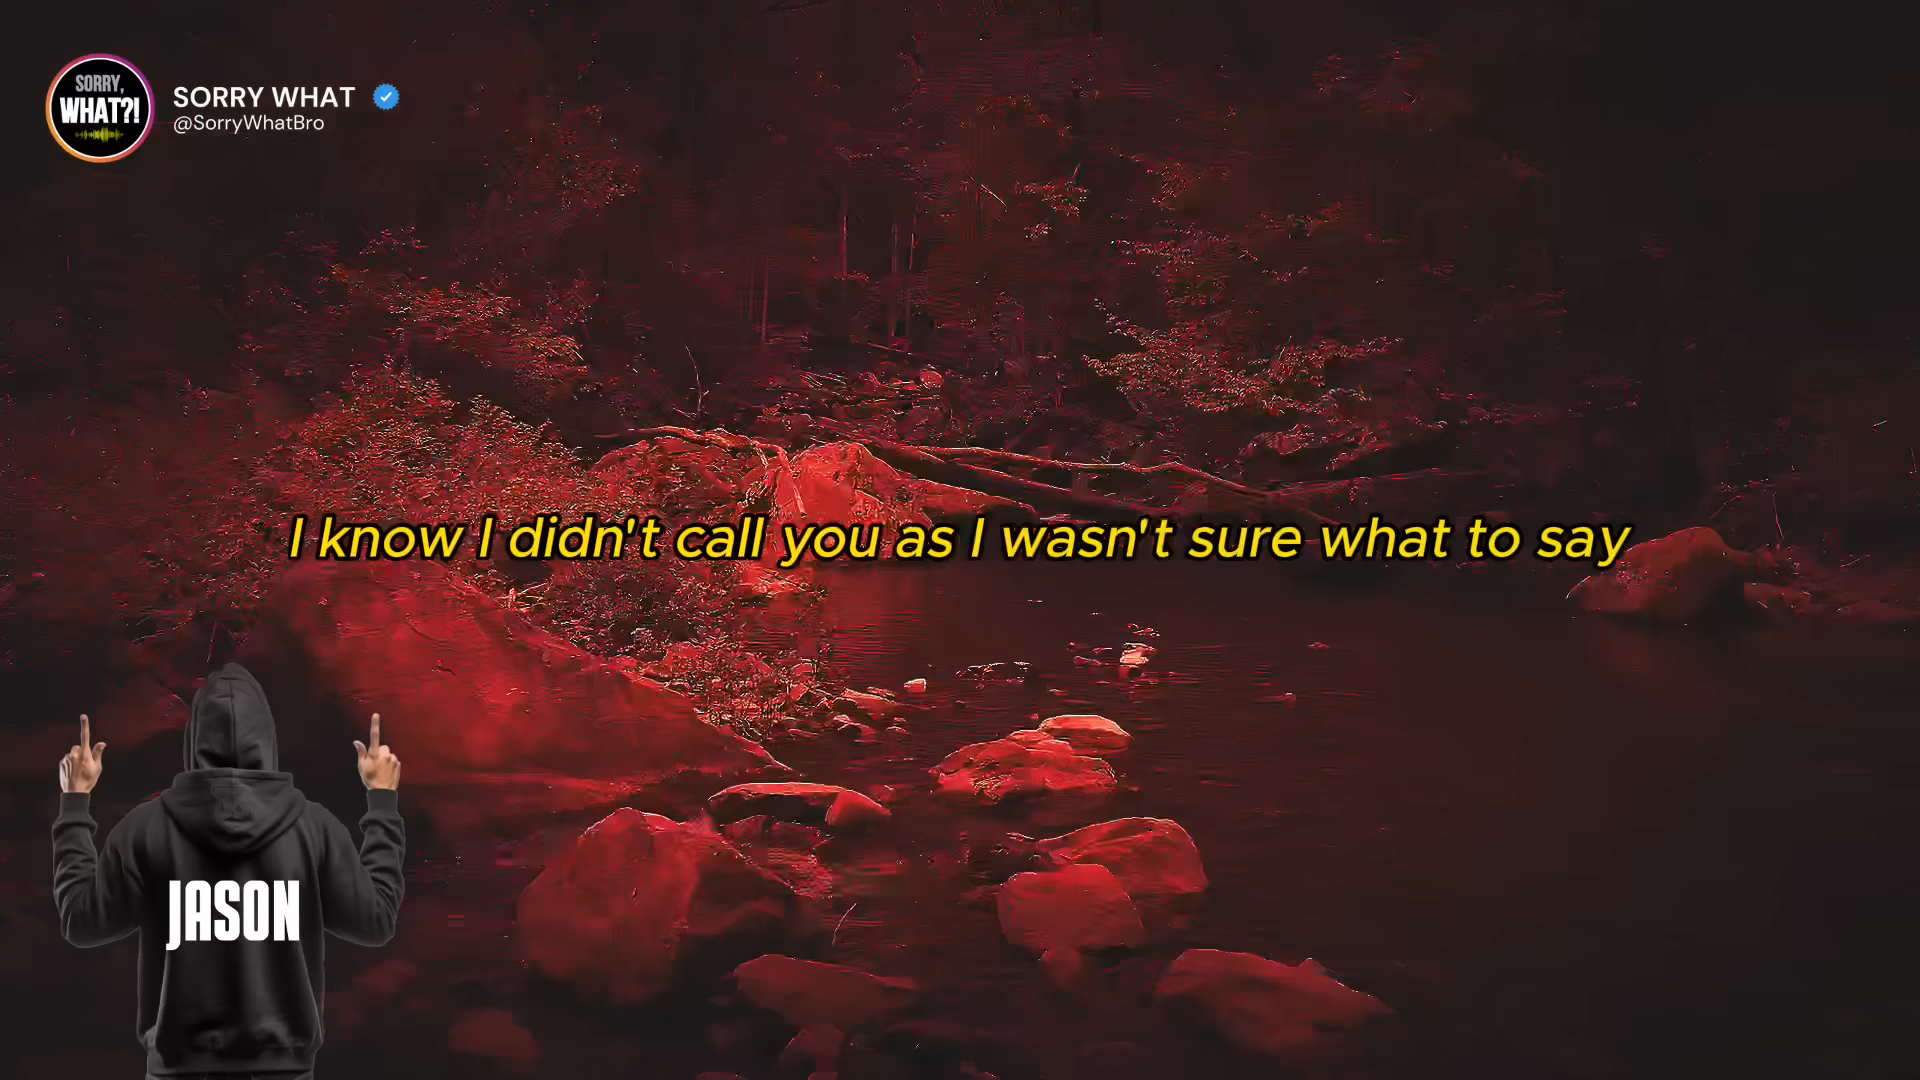 SORRY,
WHAT?!
SORRY WHAT
@SorryWhatBro
I know I didn't call you as I wasn't sure what to say
JASON